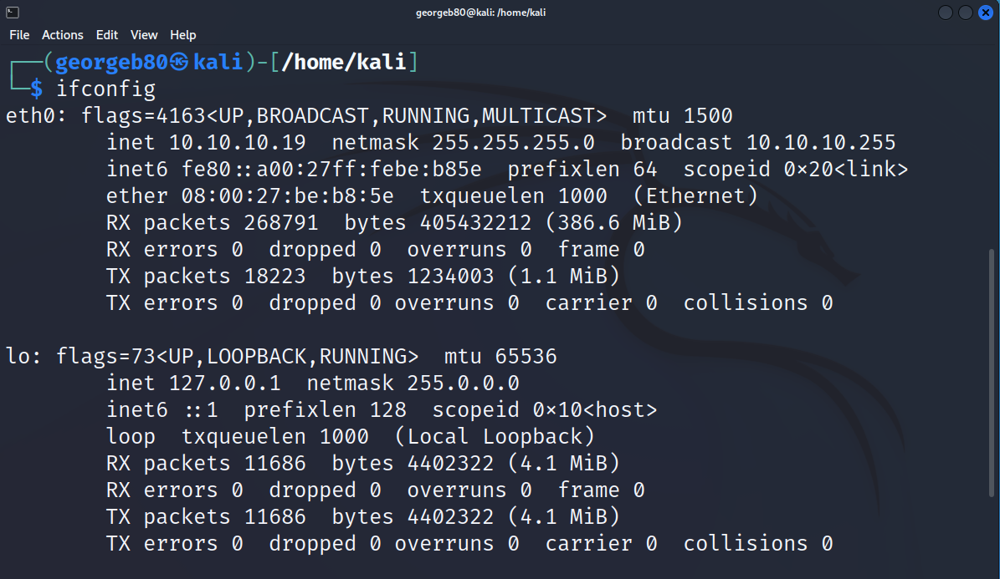 georgeb80@kali: /home/kali
File Actions Edit View Help
┌──(georgeb80㉿kali)-[/home/kali]
└─$ ifconfig
eth0: flags=4163<UP,BROADCAST,RUNNING,MULTICAST>  mtu 1500
        inet 10.10.10.19  netmask 255.255.255.0  broadcast 10.10.10.255
        inet6 fe80::a00:27ff:febe:b85e  prefixlen 64  scopeid 0×20<link>
        ether 08:00:27:be:b8:5e  txqueuelen 1000  (Ethernet)
        RX packets 268791  bytes 405432212 (386.6 MiB)
        RX errors 0  dropped 0  overruns 0  frame 0
        TX packets 18223  bytes 1234003 (1.1 MiB)
        TX errors 0  dropped 0 overruns 0  carrier 0  collisions 0
lo: flags=73<UP,LOOPBACK,RUNNING>  mtu 65536
        inet 127.0.0.1  netmask 255.0.0.0
        inet6 ::1  prefixlen 128  scopeid 0×10<host>
        loop  txqueuelen 1000  (Local Loopback)
        RX packets 11686  bytes 4402322 (4.1 MiB)
        RX errors 0  dropped 0  overruns 0  frame 0
        TX packets 11686  bytes 4402322 (4.1 MiB)
        TX errors 0  dropped 0 overruns 0  carrier 0  collisions 0